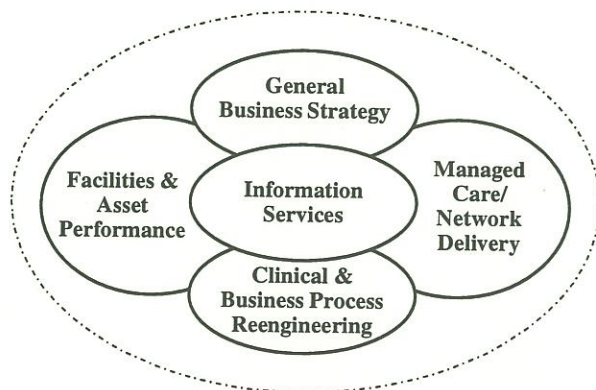 General
Business Strategy
Facilities &
Asset
Performance
Information
Services
Managed
Care/
Network
Delivery
Clinical &
Business Process
Reengineering